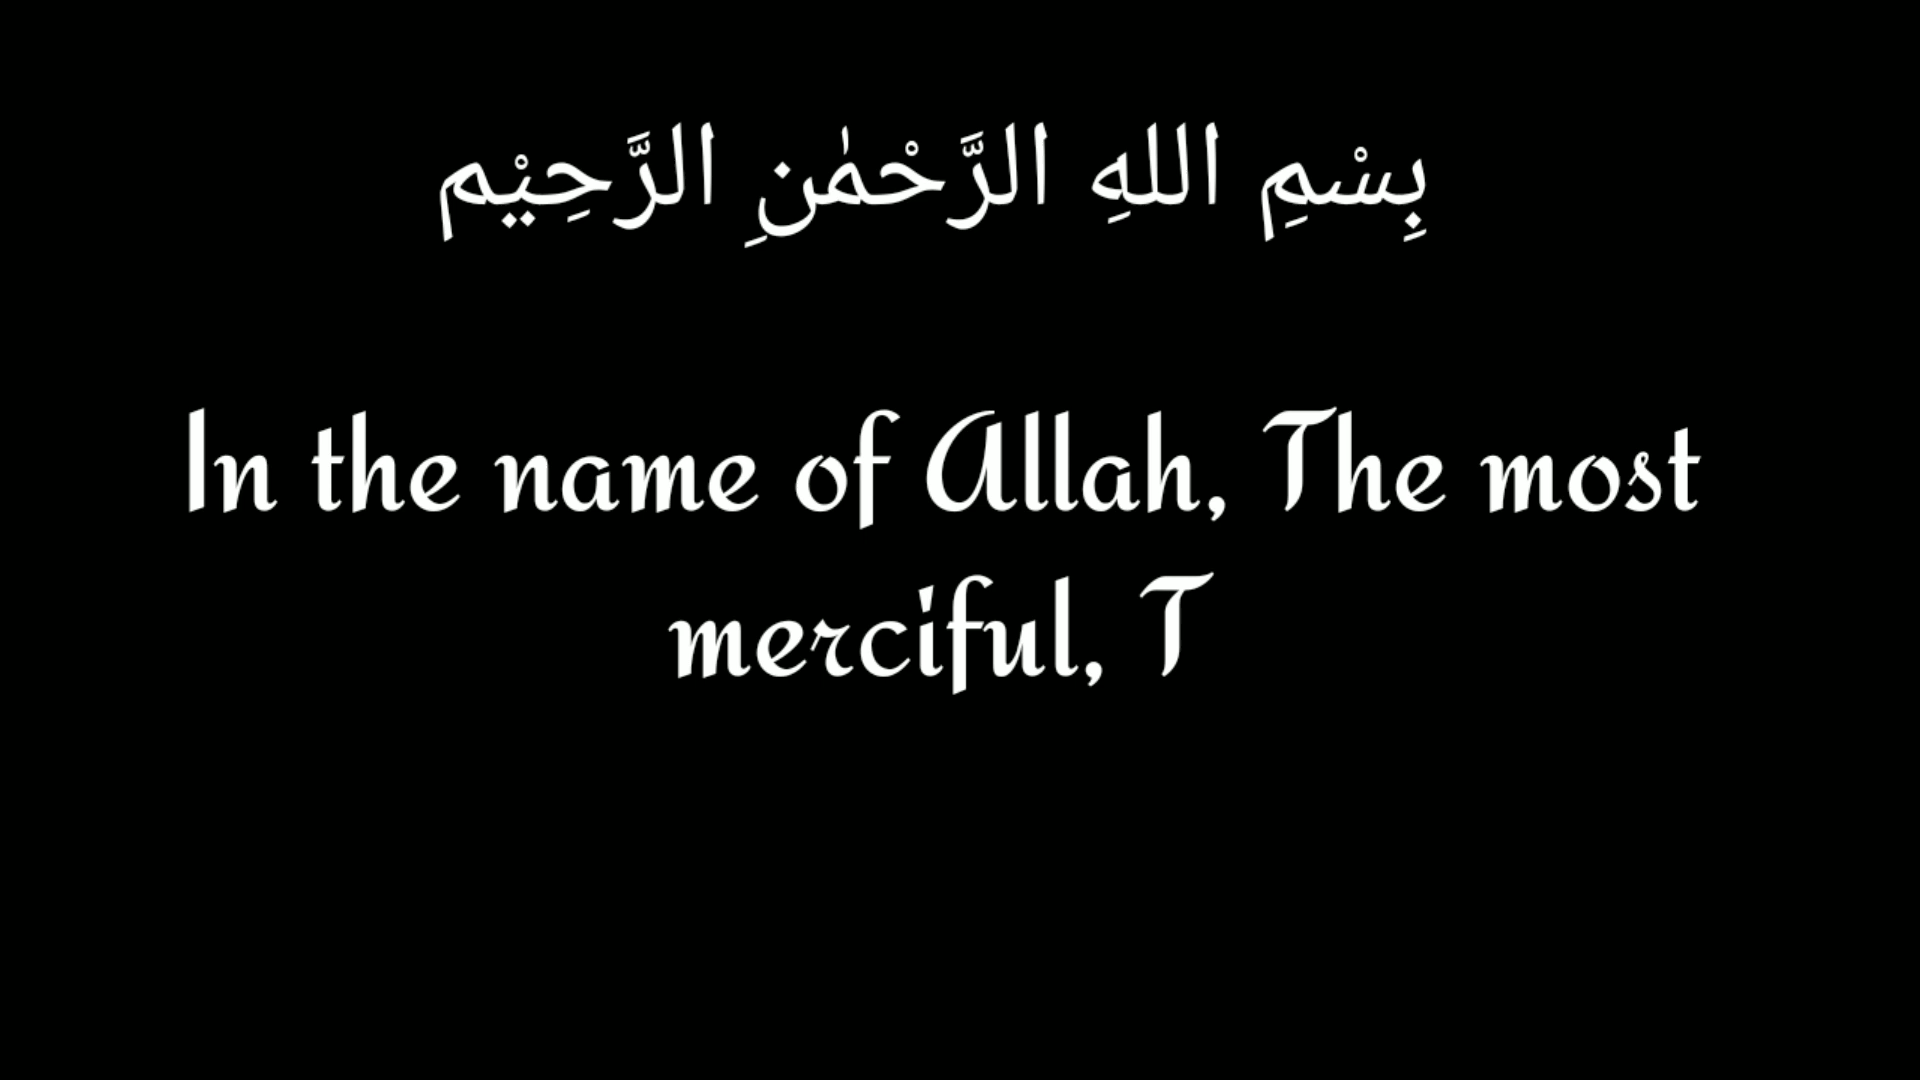 بِسْمِ اللهِ الرَّحْمٰنِ الرَّحِيْم
In the name of Allah, The most
merciful, T